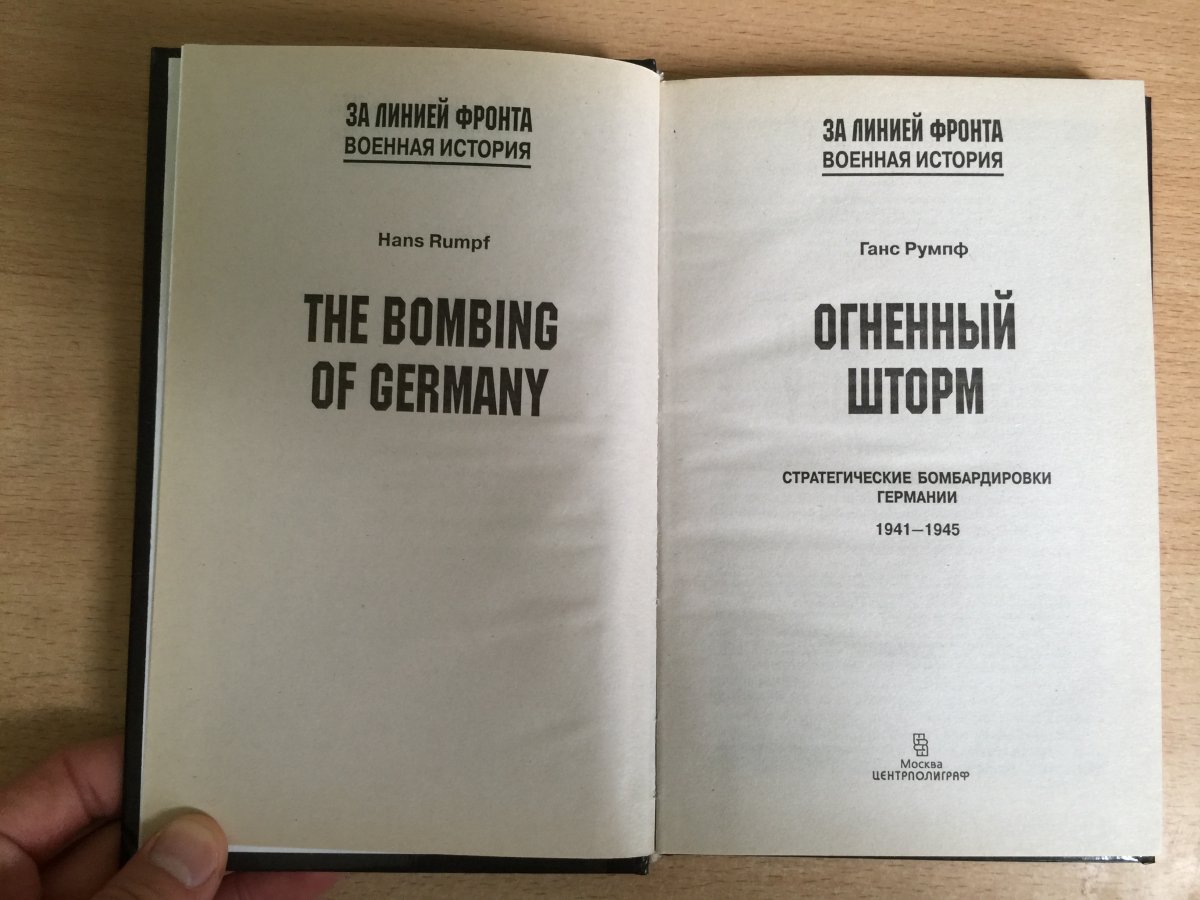 ЗА ЛИНИЕЙ ФРОНТА
ВОЕННАЯ ИСТОРИЯ
Hans Rumpf
THE BOMBING
OF GERMANY
ЗА ЛИНИЕЙ ФРОНТА
ВОЕННАЯ ИСТОРИЯ
Ганс Румпф
ОГНЕННЫЙ
ШТОРМ
СТРАТЕГИЧЕСКИЕ БОМБАРДИРОВКИ
ГЕРМАНИИ
1941—1945
Москва
ЦЕНТРПОЛИГРАФ